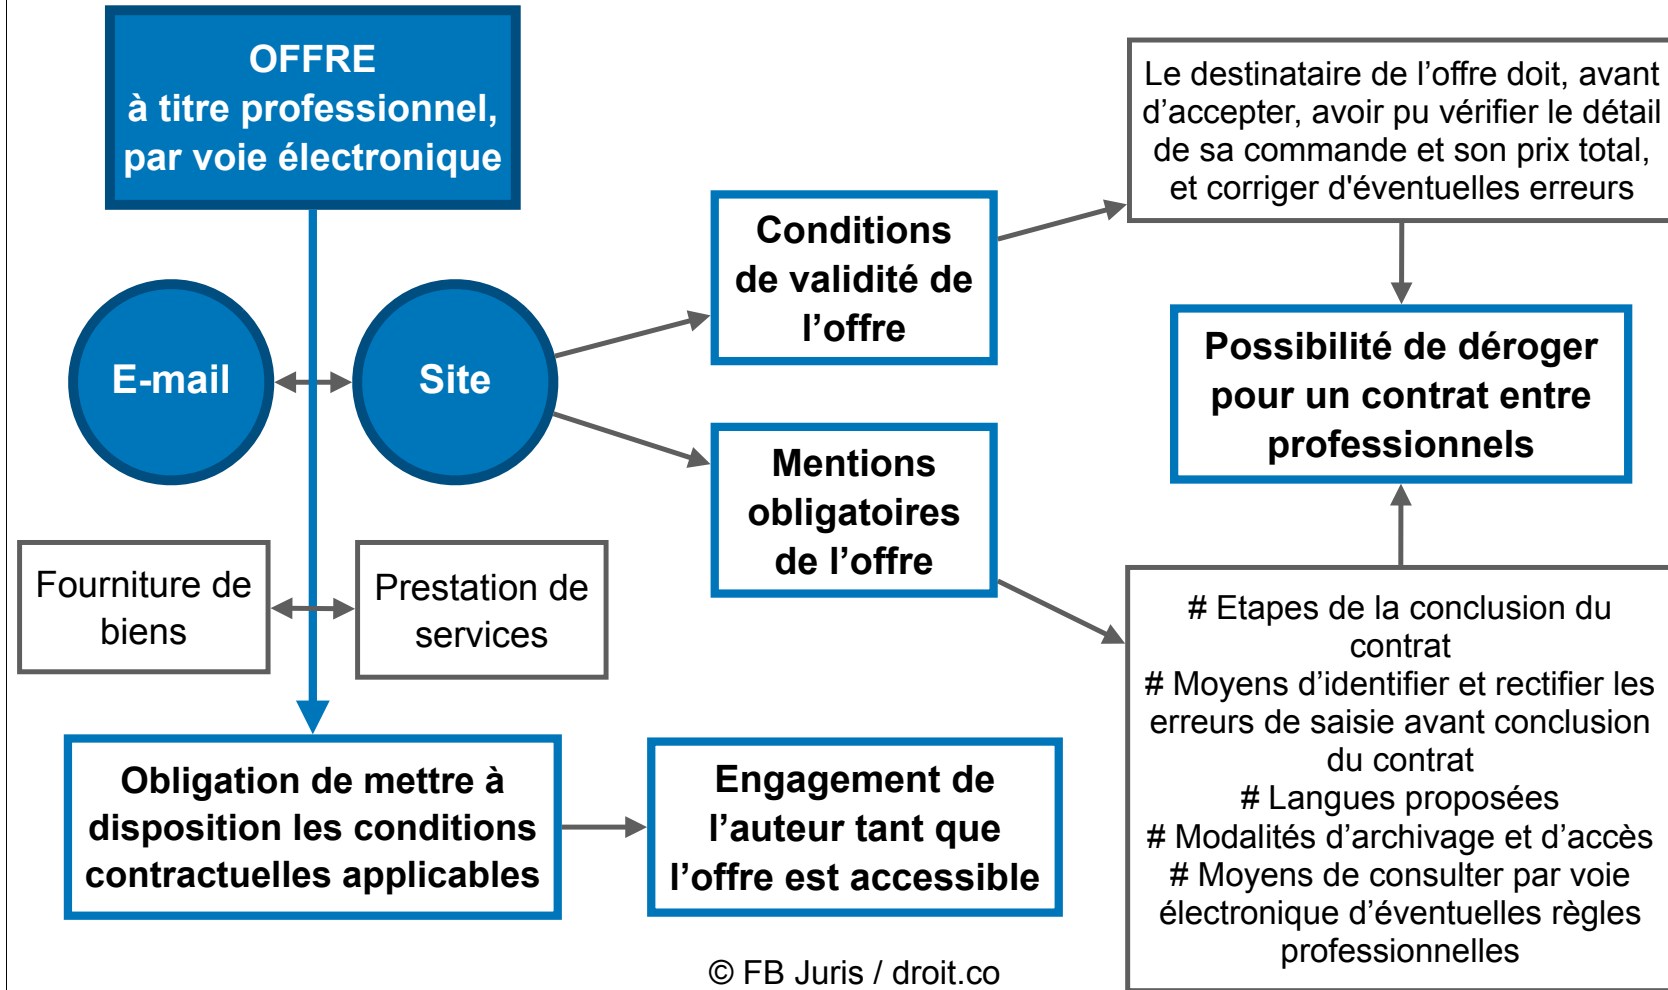 OFFRE
à titre professionnel,
par voie électronique
E-mail
Site
Fourniture de
biens
Prestation de
services
Obligation de mettre à
disposition les conditions
contractuelles applicables
Engagement de
l’auteur tant que
l’offre est accessible
Conditions
de validité de
l’offre
Mentions
obligatoires
de l’offre
Le destinataire de l’offre doit, avant
d’accepter, avoir pu vérifier le détail
de sa commande et son prix total,
et corriger d'éventuelles erreurs
Possibilité de déroger
pour un contrat entre
professionnels
# Etapes de la conclusion du
contrat
# Moyens d’identifier et rectifier les
erreurs de saisie avant conclusion
du contrat
# Langues proposées
# Modalités d’archivage et d’accès
# Moyens de consulter par voie
électronique d’éventuelles règles
professionnelles
© FB Juris / droit.co